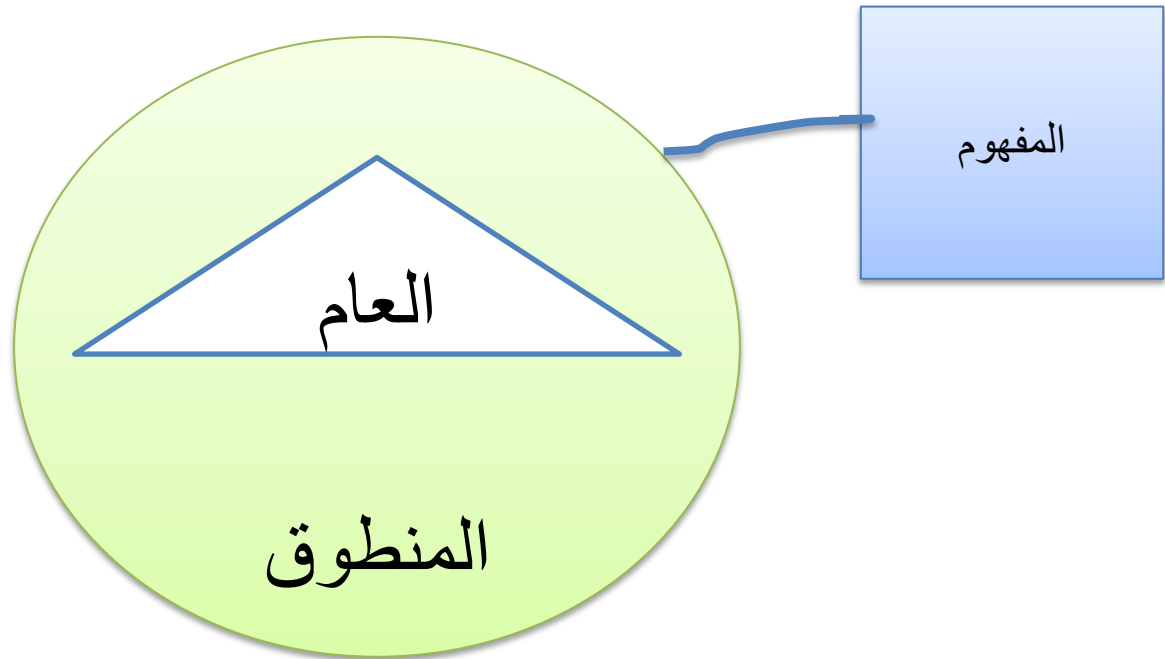 المفهوم
العام
المنطوق